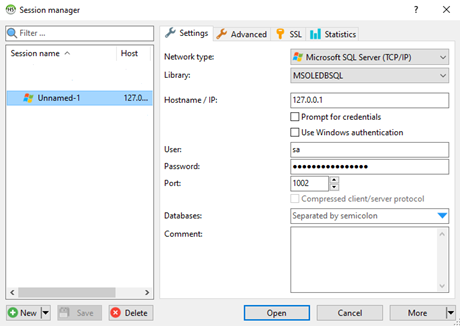 Session manager
Filter ...
Session name
Host
Unnamed-1
127.0...
Settings
Advanced
SSL
Statistics
Network type:
Microsoft SQL Server (TCP/IP)
Library:
MSOLEDBSQL
Hostname / IP:
127.0.0.1
Prompt for credentials
Use Windows authentication
User:
sa
Password:
●●●●●●●●●●●●●●●●
Port:
1002
Compressed client/server protocol
Databases:
Separated by semicolon
Comment:
New
Save
Delete
Open
Cancel
More